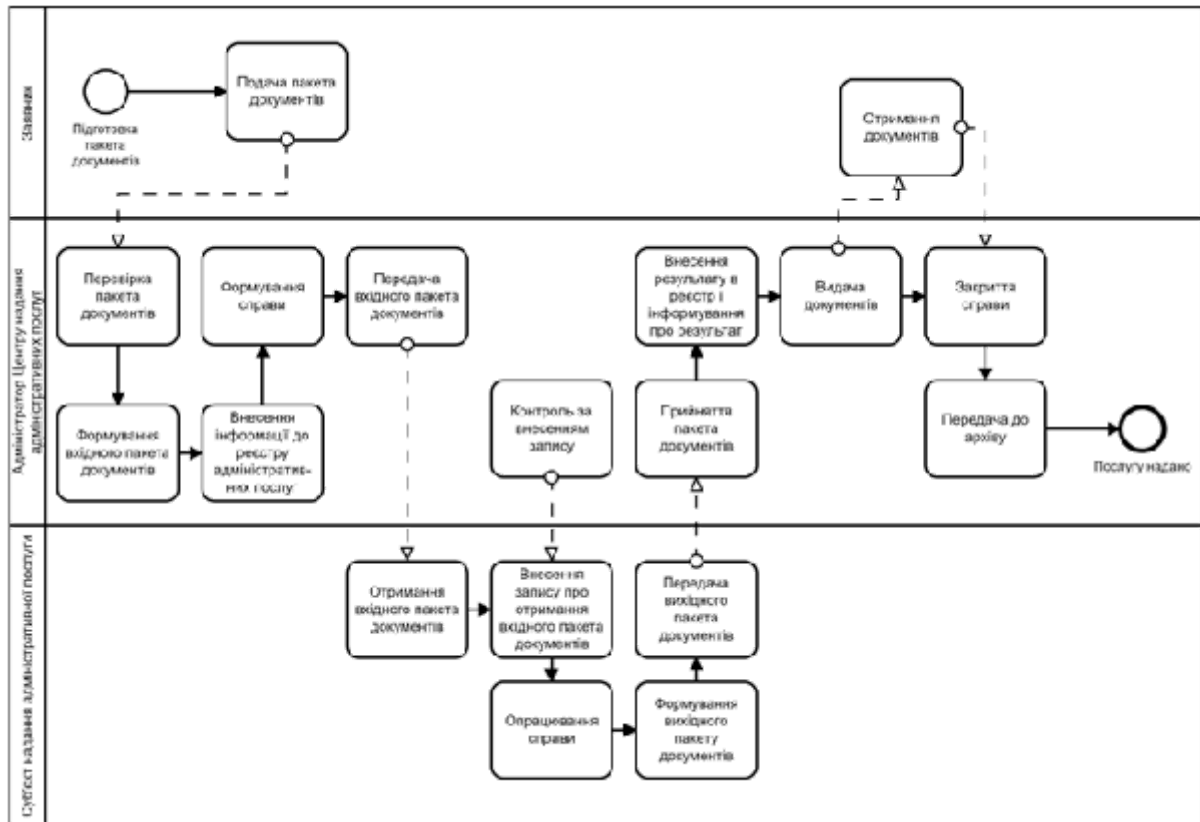 Заявник
Підготовка
пакета
документів
Подача пакета
документів
Отримання
документів
Адміністратор Центру надання
адміністративних послуг
Перевірка
пакета
документів
Формування
вхідного пакета
документів
Внесення
інформації до
реєстру
адміністратив-
них послуг
Формування
справи
Передача
вхідного пакета
документів
Контроль за
внесенням
запису
Прийняття
пакета
документів
Внесення
результату в
реєстр і
інформування
про результат
Видача
документів
Закриття
справи
Передача до
архіву
Послугу надано
Суб'єкт надання адміністративної послуги
Отримання
вхідного пакета
документів
Внесення
запису про
отримання
вхідного пакета
документів
Опрацювання
справи
Формування
вихідного
пакету
документів
Передача
вихідного
пакета
документів